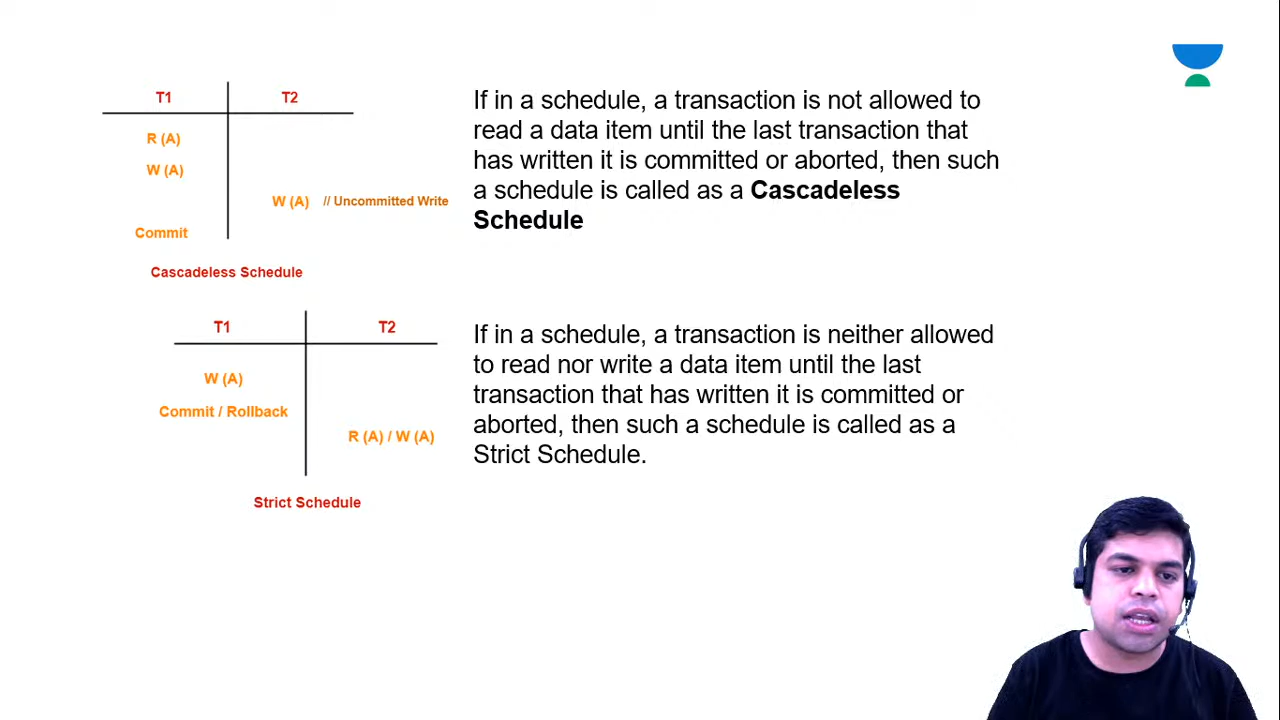 T1 T2
R (A)
W (A)
W (A) // Uncommitted Write
Commit
Cascadeless Schedule
If in a schedule, a transaction is not allowed to
read a data item until the last transaction that
has written it is committed or aborted, then such
a schedule is called as a Cascadeless
Schedule
T1 T2
W (A)
Commit / Rollback
R (A) / W (A)
Strict Schedule
If in a schedule, a transaction is neither allowed
to read nor write a data item until the last
transaction that has written it is committed or
aborted, then such a schedule is called as a
Strict Schedule.